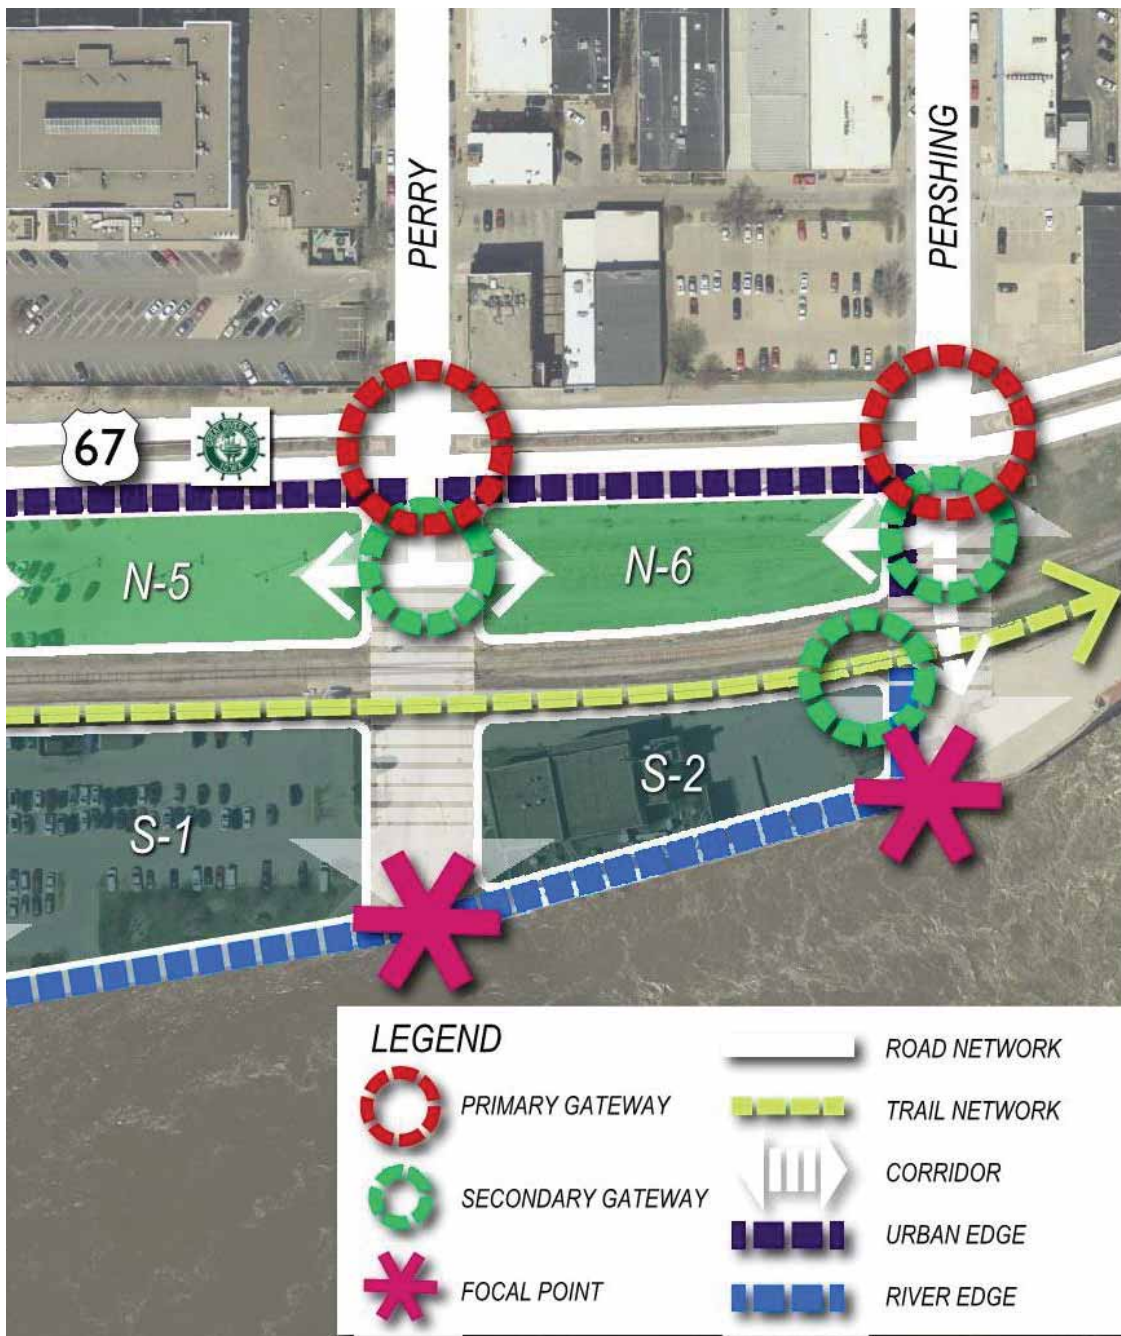 PERRY
PERSHING
67
N-5
N-6
S-1
S-2
LEGEND
PRIMARY GATEWAY
SECONDARY GATEWAY
FOCAL POINT
ROAD NETWORK
TRAIL NETWORK
CORRIDOR
URBAN EDGE
RIVER EDGE